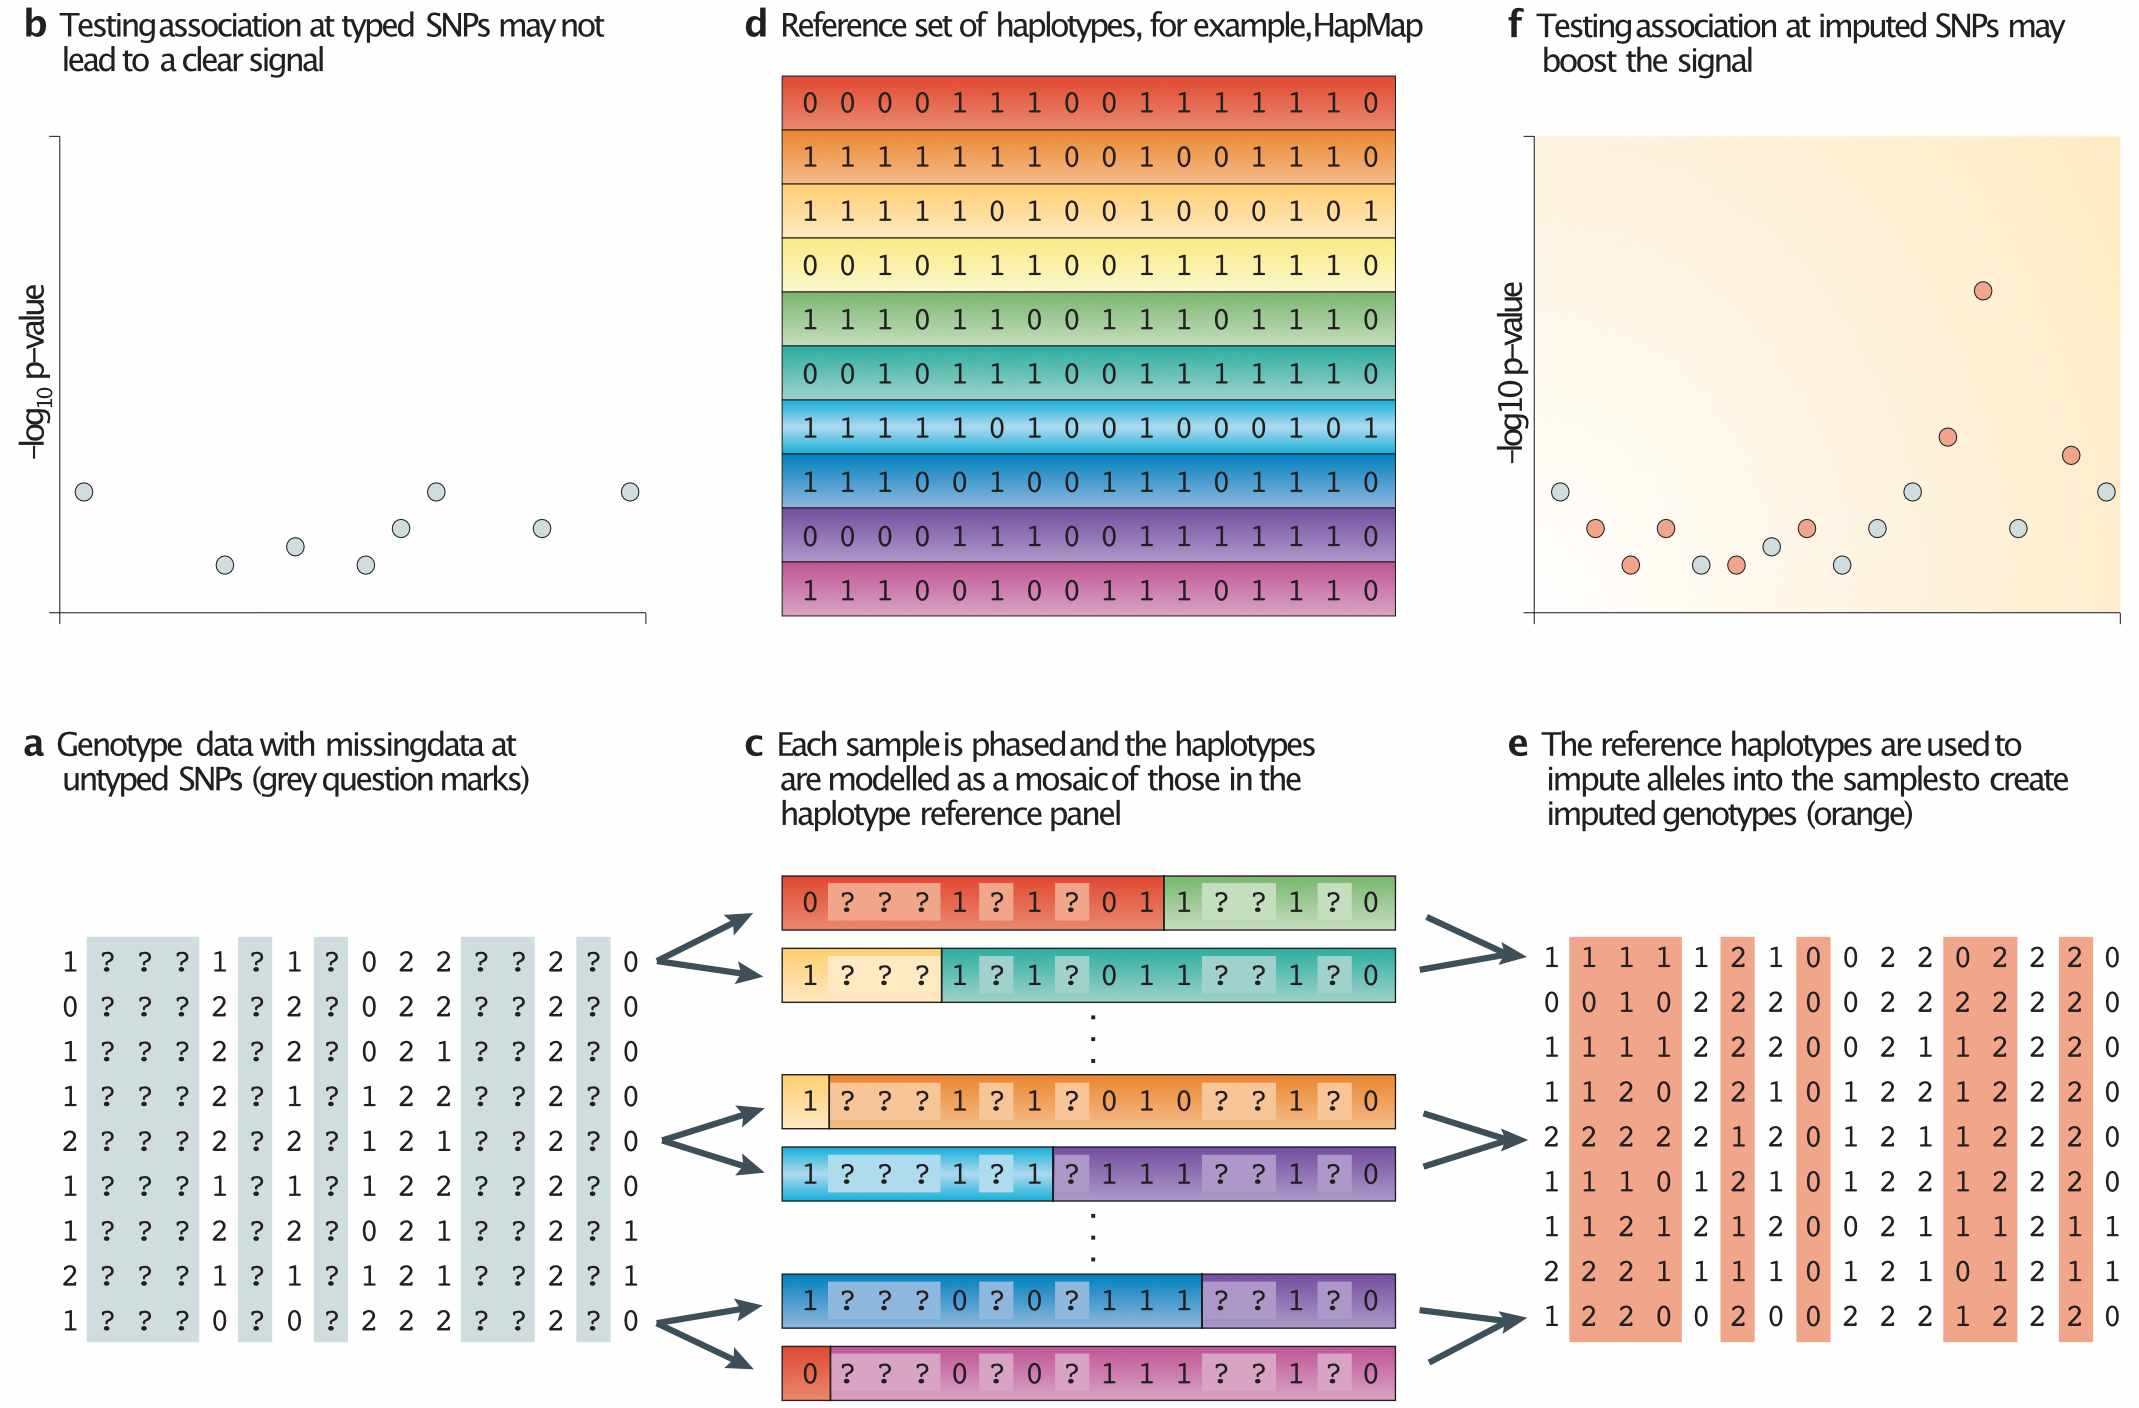 b Testing association at typed SNPs may not
lead to a clear signal
–log10 p–value
d Reference set of haplotypes, for example, HapMap
0 0 0 0 1 1 1 0 0 1 1 1 1 1 1 0
1 1 1 1 1 1 1 0 0 1 0 0 1 1 1 0
1 1 1 1 1 0 1 0 0 1 0 0 0 1 0 1
0 0 1 0 1 1 1 0 0 1 1 1 1 1 1 0
1 1 1 0 1 1 0 0 1 1 1 0 1 1 1 0
0 0 1 0 1 1 1 0 0 1 1 1 1 1 1 0
1 1 1 1 1 0 1 0 0 1 0 0 0 1 0 1
1 1 1 0 0 1 0 0 1 1 1 0 1 1 1 0
0 0 0 0 1 1 1 0 0 1 1 1 1 1 1 0
1 1 1 0 0 1 0 0 1 1 1 0 1 1 1 0
f Testing association at imputed SNPs may
boost the signal
–log10 p–value
a Genotype data with missing data at
untyped SNPs (grey question marks)
1 ? ? ? 1 ? 1 ? 0 2 2 ? ? 2 ? 0
0 ? ? ? 2 ? 2 ? 0 2 2 ? ? 2 ? 0
1 ? ? ? 2 ? 2 ? 0 2 1 ? ? 2 ? 0
1 ? ? ? 2 ? 1 ? 1 2 2 ? ? 2 ? 0
2 ? ? ? 2 ? 2 ? 1 2 1 ? ? 2 ? 0
1 ? ? ? 1 ? 1 ? 1 2 2 ? ? 2 ? 0
1 ? ? ? 2 ? 2 ? 0 2 1 ? ? 2 ? 1
2 ? ? ? 1 ? 1 ? 1 2 1 ? ? 2 ? 1
1 ? ? ? 0 ? 0 ? 2 2 2 ? ? 2 ? 0
c Each sample is phased and the haplotypes
are modelled as a mosaic of those in the
haplotype reference panel
0 ? ? ? 1 ? 1 ? 0 1 1 ? ? 1 ? 0
1 ? ? ? 1 ? 1 ? 0 1 1 ? ? 1 ? 0
1 ? ? ? 1 ? 1 ? 0 1 0 ? ? 1 ? 0
1 ? ? ? 1 ? 1 ? 1 1 1 ? ? 1 ? 0
1 ? ? ? 0 ? 0 ? 1 1 1 ? ? 1 ? 0
0 ? ? ? 0 ? 0 ? 1 1 1 ? ? 1 ? 0
e The reference haplotypes are used to
impute alleles into the samples to create
imputed genotypes (orange)
1 1 1 1 1 2 1 0 0 2 2 0 2 2 2 0
0 0 1 0 2 2 2 0 0 2 2 2 2 2 2 0
1 1 1 1 2 2 2 0 0 2 1 1 2 2 2 0
1 1 2 0 2 2 1 0 1 2 2 1 2 2 2 0
2 2 2 2 2 1 2 0 1 2 1 1 2 2 2 0
1 1 1 0 1 2 1 0 1 2 2 1 2 2 2 0
1 1 2 1 2 1 2 0 0 2 1 1 1 2 1 1
2 2 2 1 1 1 1 0 1 2 1 0 1 2 1 1
1 2 2 0 0 2 0 0 2 2 2 1 2 2 2 0